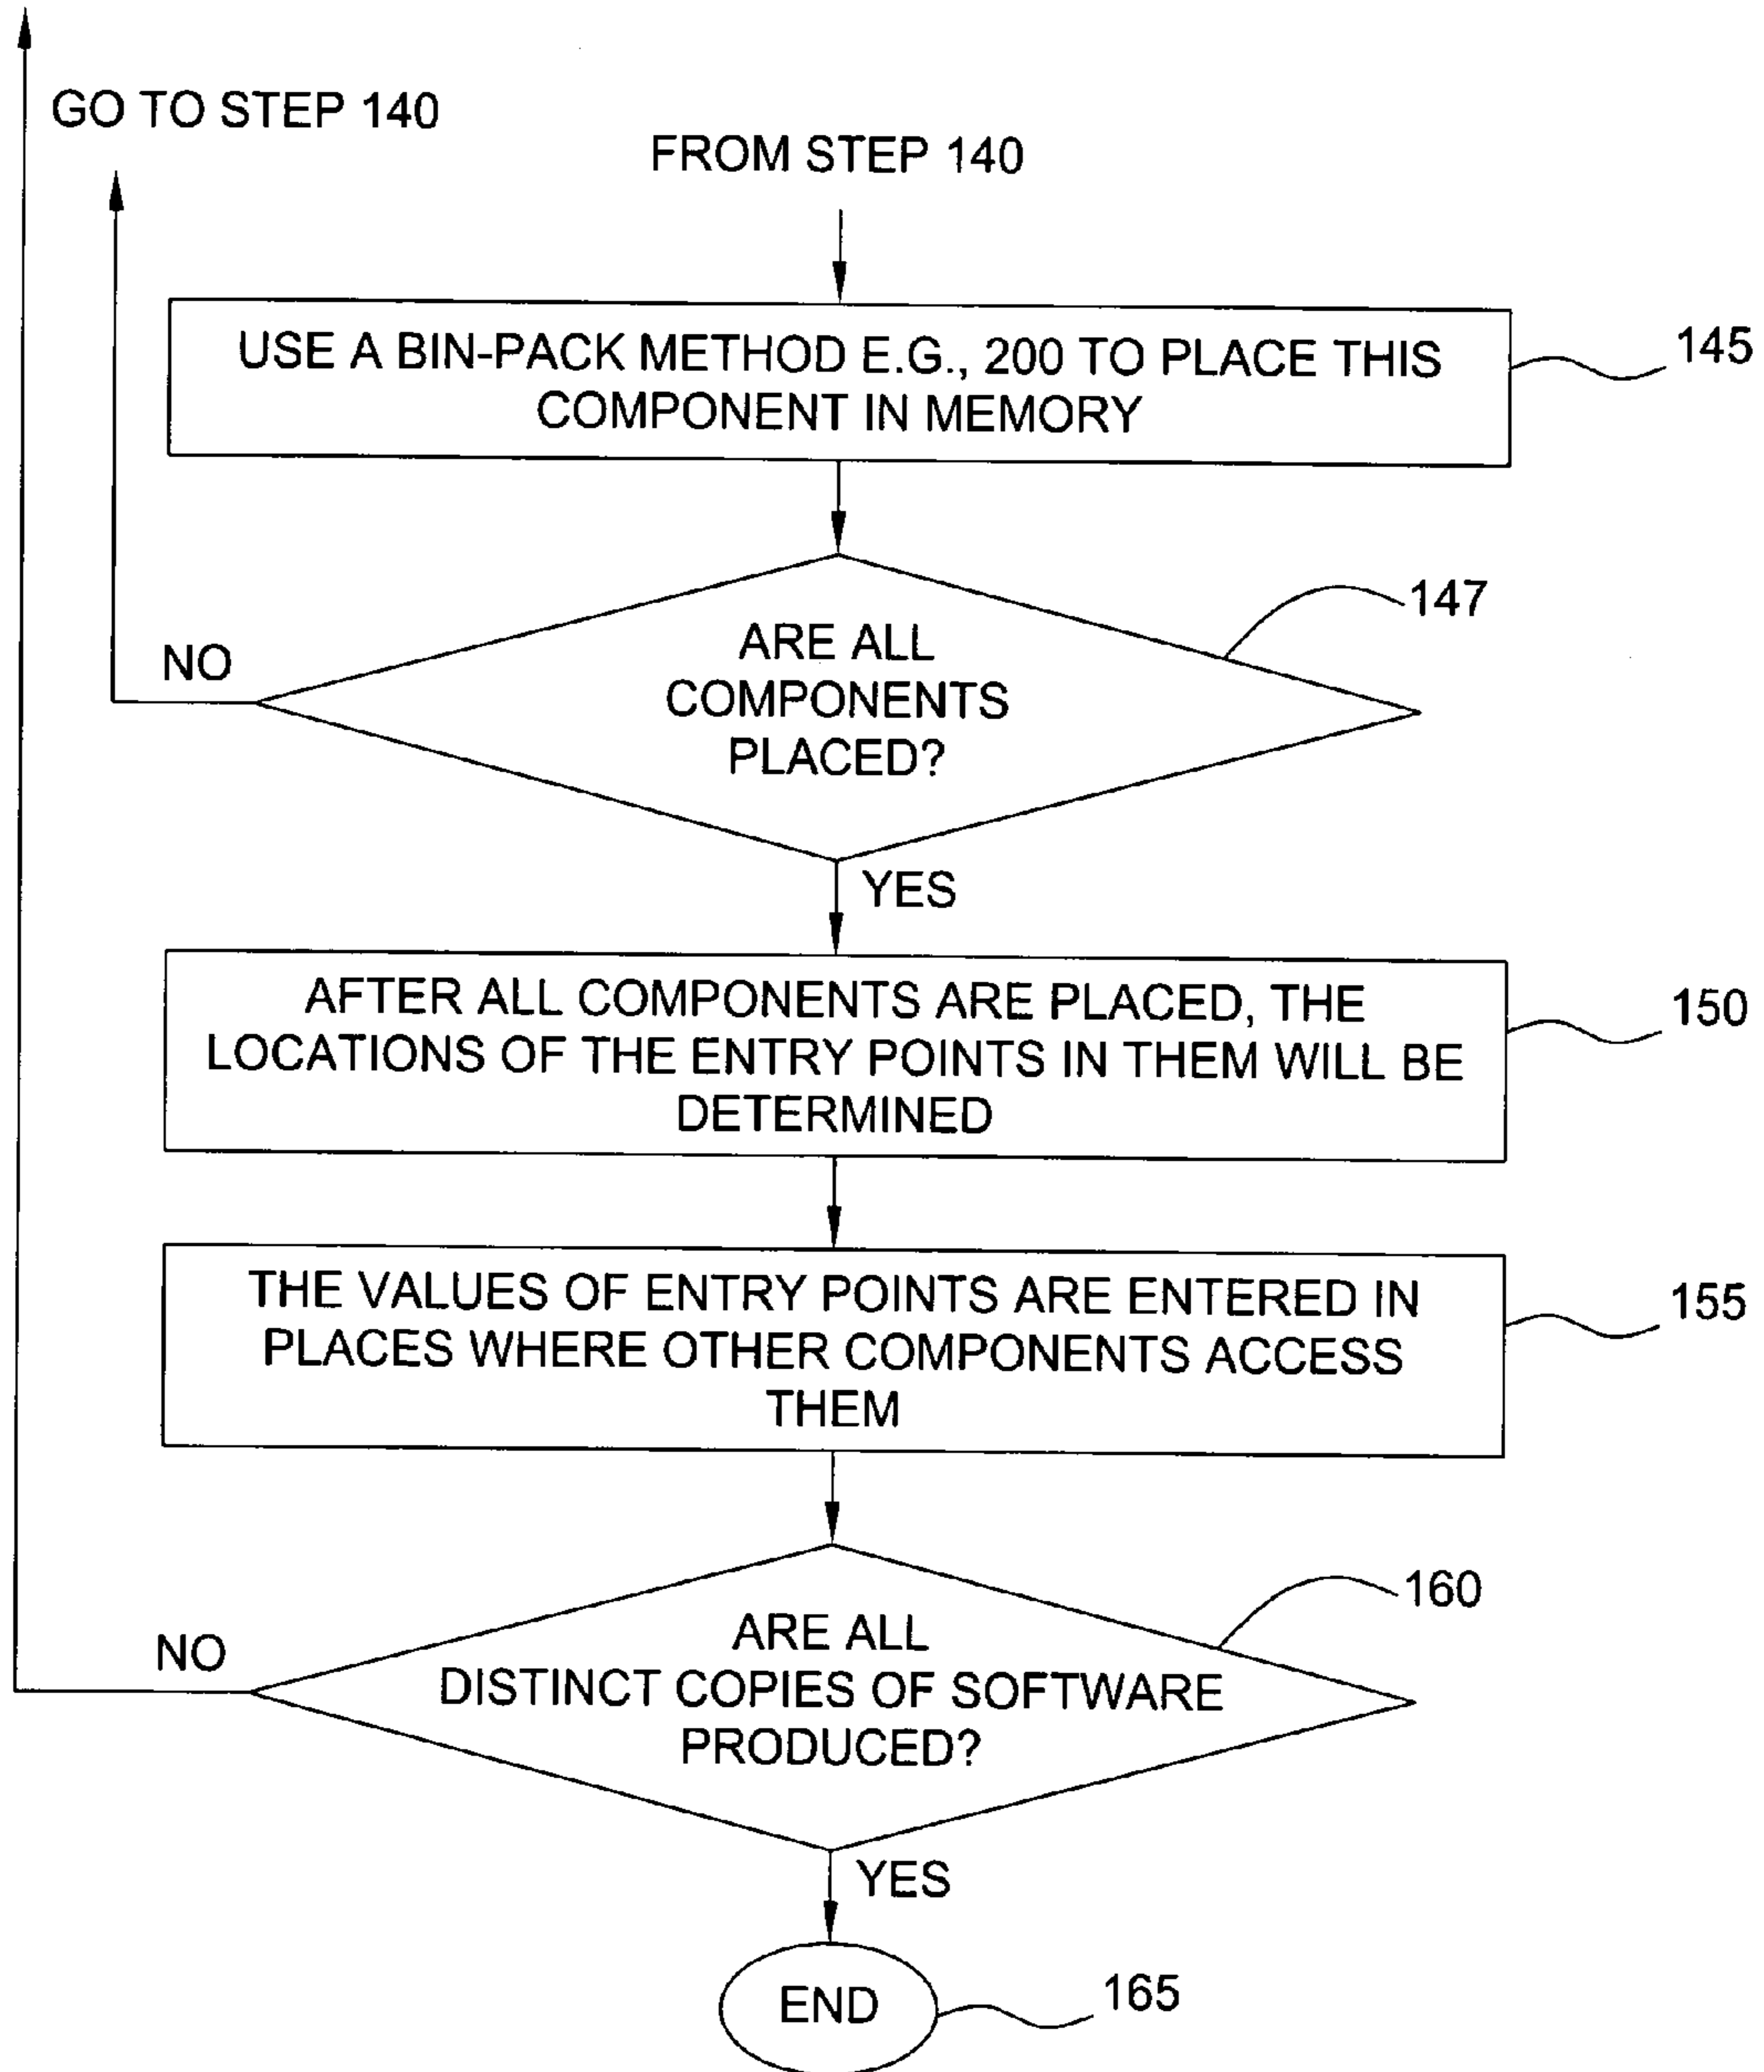 GO TO STEP 140
FROM STEP 140
USE A BIN-PACK METHOD E.G., 200 TO PLACE THIS
COMPONENT IN MEMORY
145
147
NO
ARE ALL
COMPONENTS
PLACED?
YES
AFTER ALL COMPONENTS ARE PLACED, THE
LOCATIONS OF THE ENTRY POINTS IN THEM WILL BE
DETERMINED
150
THE VALUES OF ENTRY POINTS ARE ENTERED IN
PLACES WHERE OTHER COMPONENTS ACCESS
THEM
155
160
NO
ARE ALL
DISTINCT COPIES OF SOFTWARE
PRODUCED?
YES
END
165